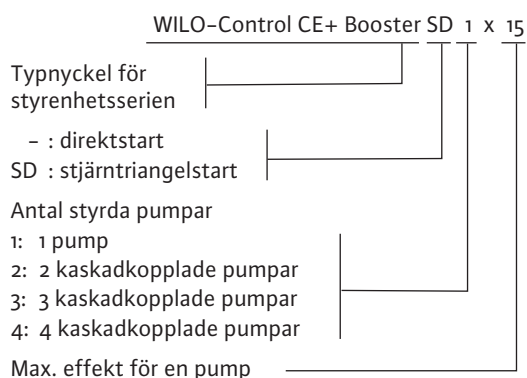 WILO-Control CE+ Booster SD 1 x 15
Typnyckel för
styrenhetsserien
– : direktstart
SD : stjärntriangelstart
Antal styrda pumpar
1: 1 pump
2: 2 kaskadkopplade pumpar
3: 3 kaskadkopplade pumpar
4: 4 kaskadkopplade pumpar
Max. effekt för en pump